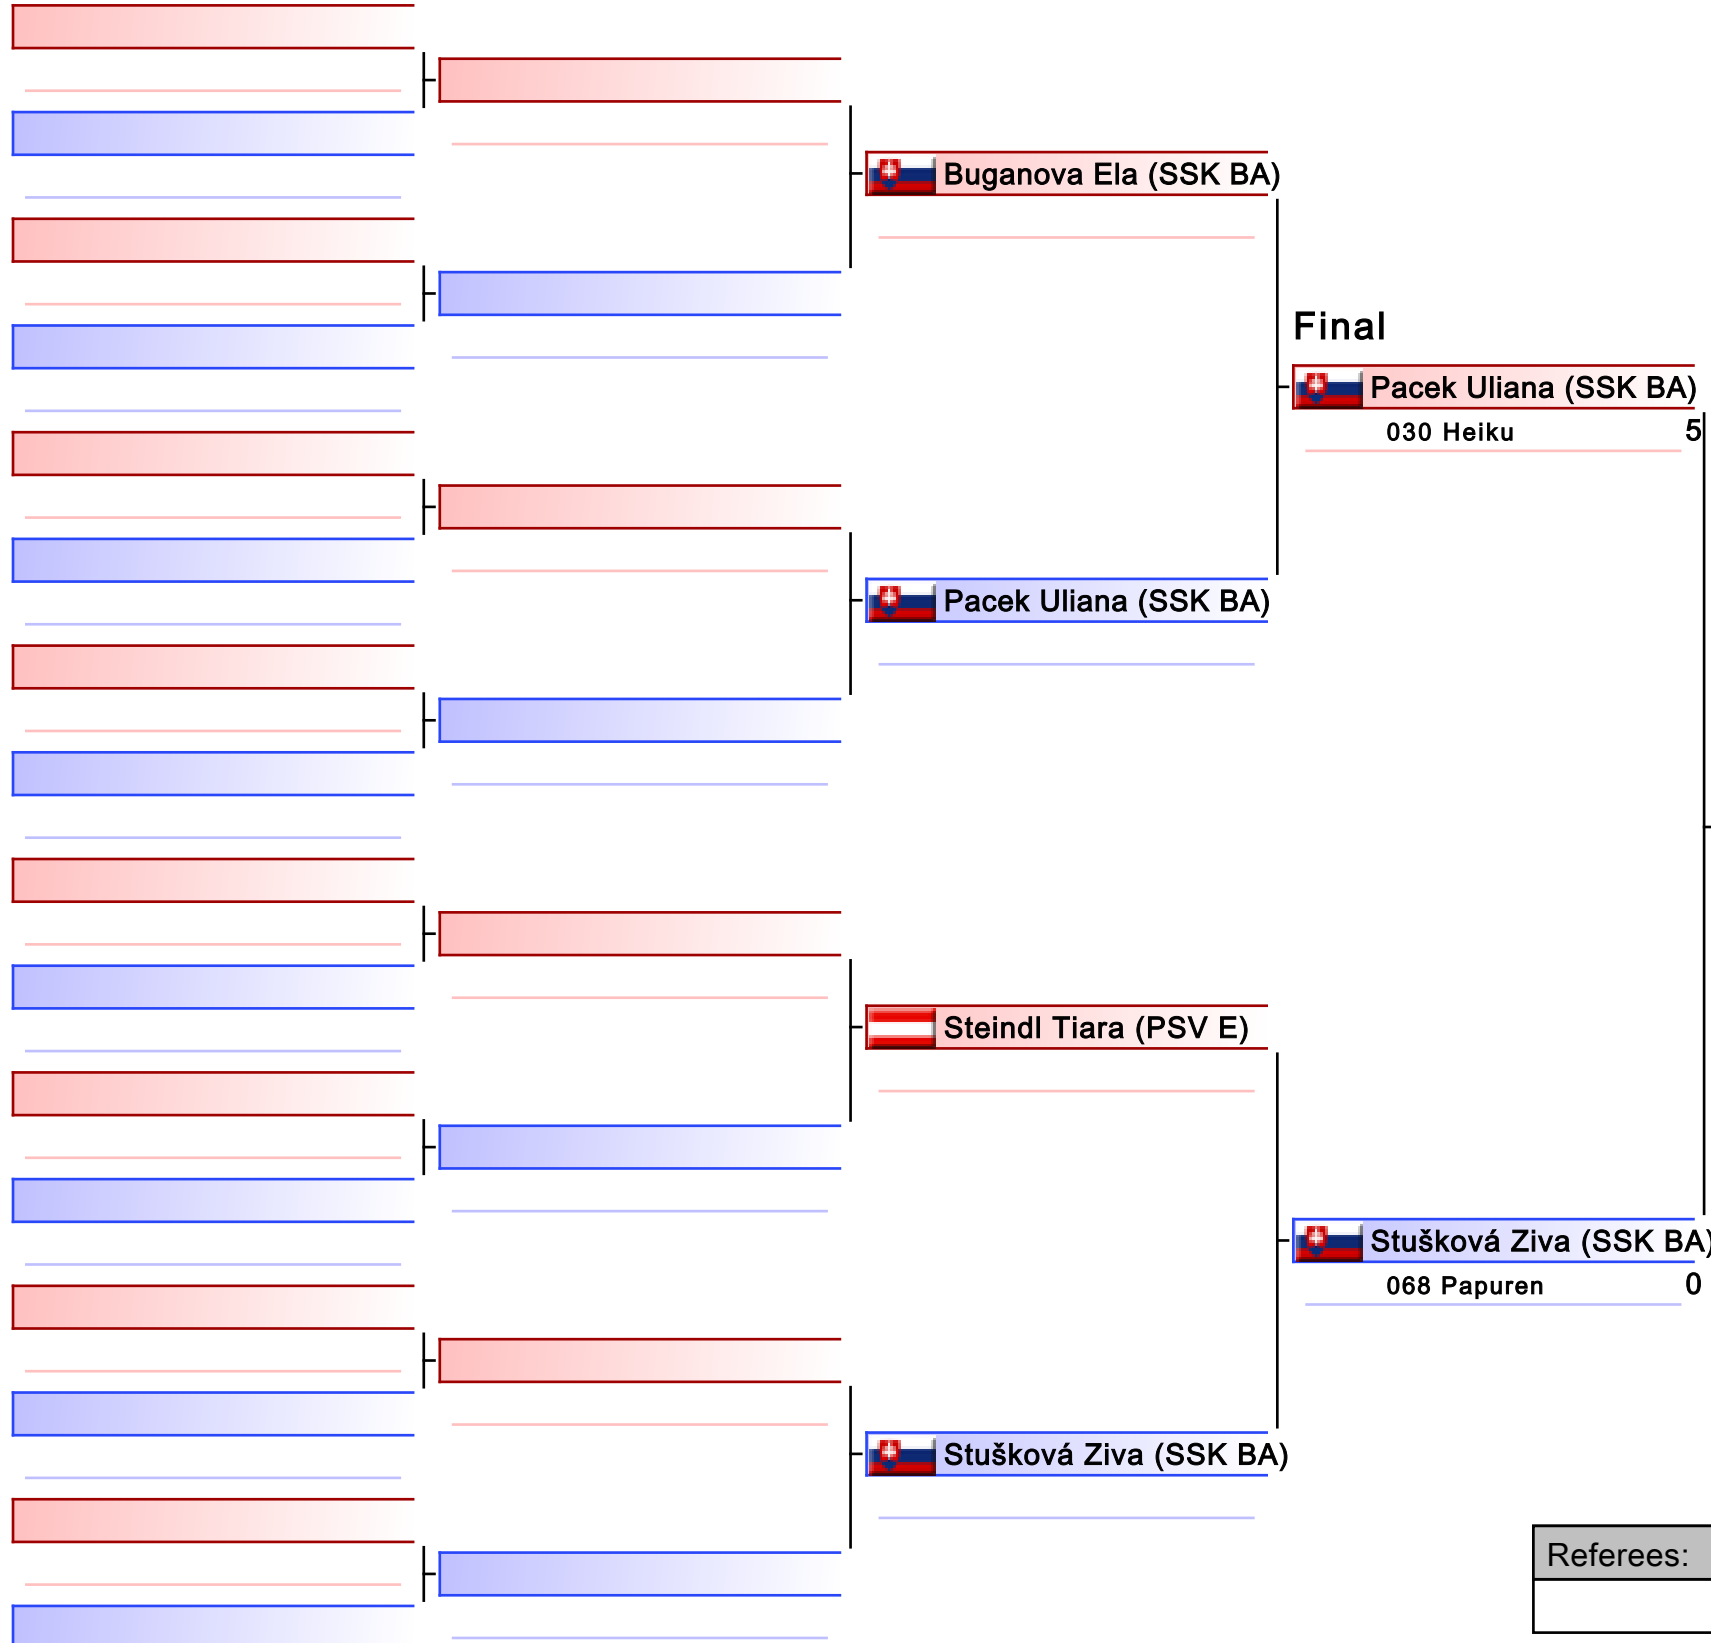 Buganova Ela (SSK BA)
Final
Pacek Uliana (SSK BA)
030 Heiku 5
Pacek Uliana (SSK BA)
Steindl Tiara (PSV E)
Stušková Ziva (SSK BA)
068 Papuren 0
Stušková Ziva (SSK BA)
Referees: